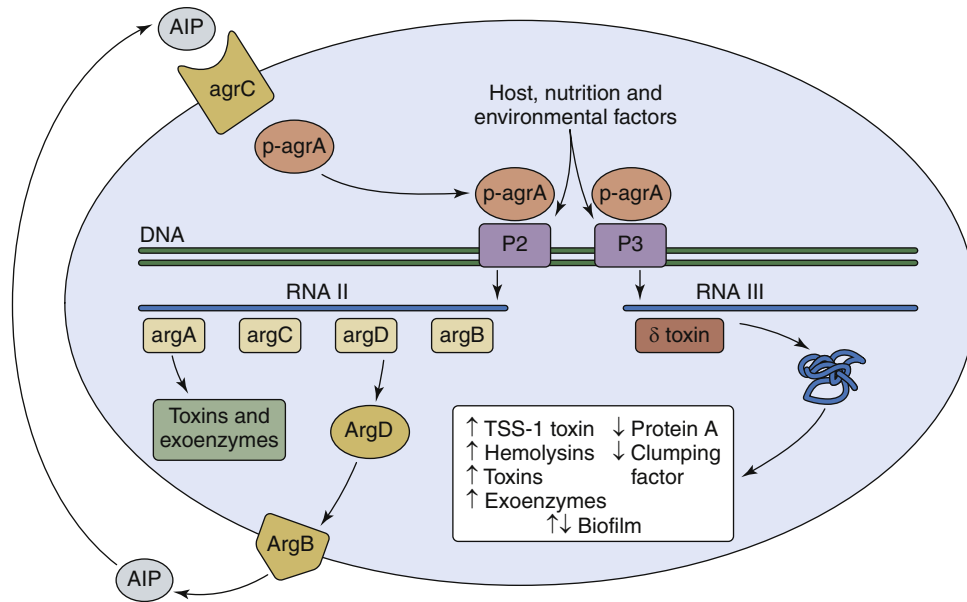 AIP
agrC
p-agrA
Host, nutrition and
environmental factors
p-agrA
p-agrA
DNA
P2
P3
RNA II
RNA III
argA
argC
argD
argB
δ toxin
Toxins and
exoenzymes
ArgD
↑ TSS-1 toxin ↓ Protein A
↑ Hemolysins ↓ Clumping
↑ Toxins factor
↑ Exoenzymes
↑↓ Biofilm
ArgB
AIP